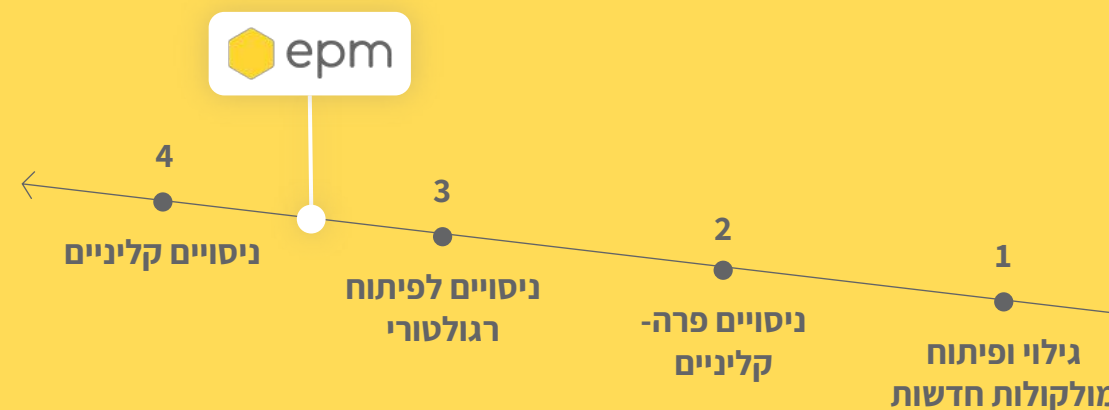 epm
1
גילוי ופיתוח
מולקולות חדשות
2
ניסויים פרה-
קליניים
3
ניסויים לפיתוח
רגולטורי
4
ניסויים קליניים